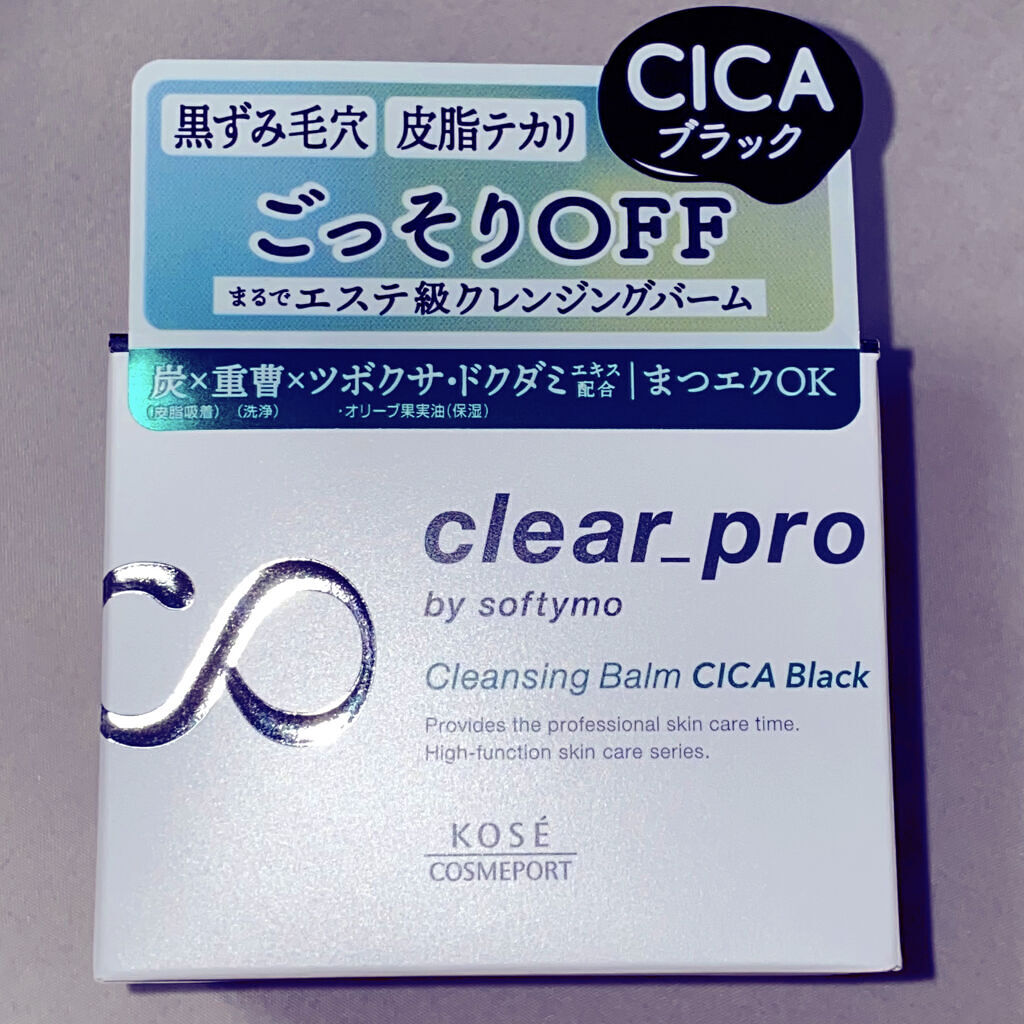 CICA
ブラック
黒ずみ毛穴 皮脂テカリ
ごっそりOFF
まるでエステ級クレンジングバーム
炭×重曹×ツボクサ・ドクダミエキス配合|まつエクOK
(皮脂吸着) (洗浄) ・オリーブ果実油(保湿)
clear_pro
by softymo
Cleansing Balm CICA Black
Provides the professional skin care time.
High-function skin care series.
KOSÉ
COSMEPORT